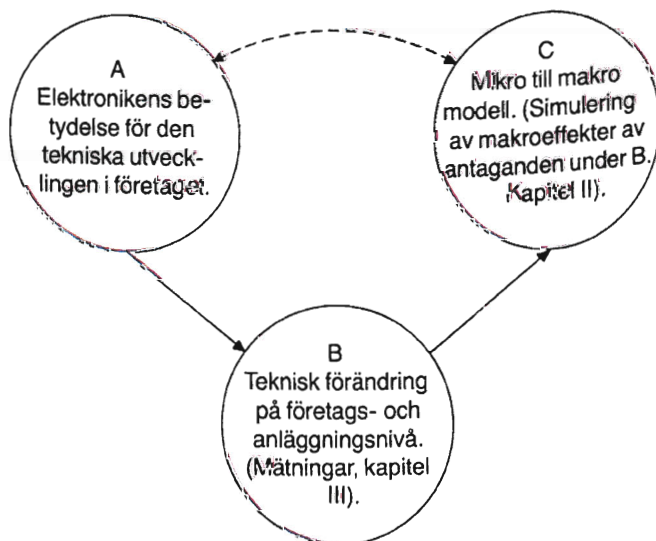 A
Elektronikens be-
tydelse för den
tekniska utveck-
lingen i företaget.
C
Mikro till makro
modell. (Simulering
av makroeffekter av
antaganden under B.
Kapitel II).
B
Teknisk förändring
på företags- och
anläggningsnivå.
(Mätningar, kapitel
III).